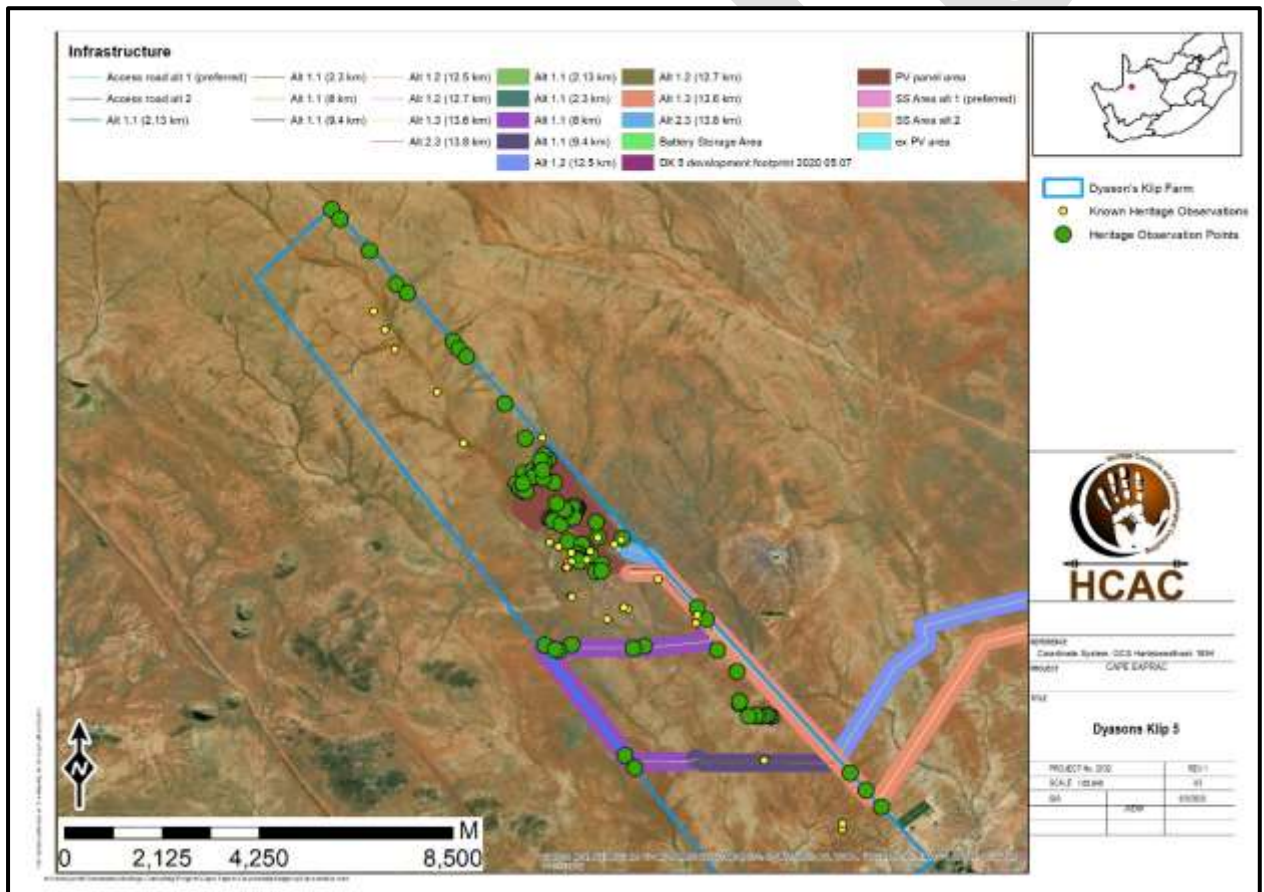 Infrastructure
Access road alt 1 (preferred)
Access road alt 2
Alt 1.1 (2.13 km)
Alt 1.1 (2.3 km)
Alt 1.1 (8 km)
Alt 1.1 (9.4 km)
Alt 1.2 (12.5 km)
Alt 1.2 (12.7 km)
Alt 1.3 (13.6 km)
Alt 2.3 (13.8 km)
Alt 1.1 (2.13 km)
Alt 1.1 (2.3 km)
Alt 1.1 (8 km)
Alt 1.1 (9.4 km)
Alt 1.2 (12.5 km)
Alt 1.2 (12.7 km)
Alt 1.3 (13.6 km)
Alt 2.3 (13.8 km)
Battery Storage Area
DK 5 development footprint 2020 05 07
PV panel area
SS Area alt 1 (preferred)
SS Area alt 2
ex PV area
Dyason's Klip Farm
Known Heritage Observations
Heritage Observation Points
HCAC
REFERENCE
Coordinate System: GCS Hartebeesthoek 1994
PROJECT
CAPE EAPRAC
TITLE
Dyasons Klip 5
PROJECT No.
REV 1
SCALE
N
M
0 2,125 4,250 8,500